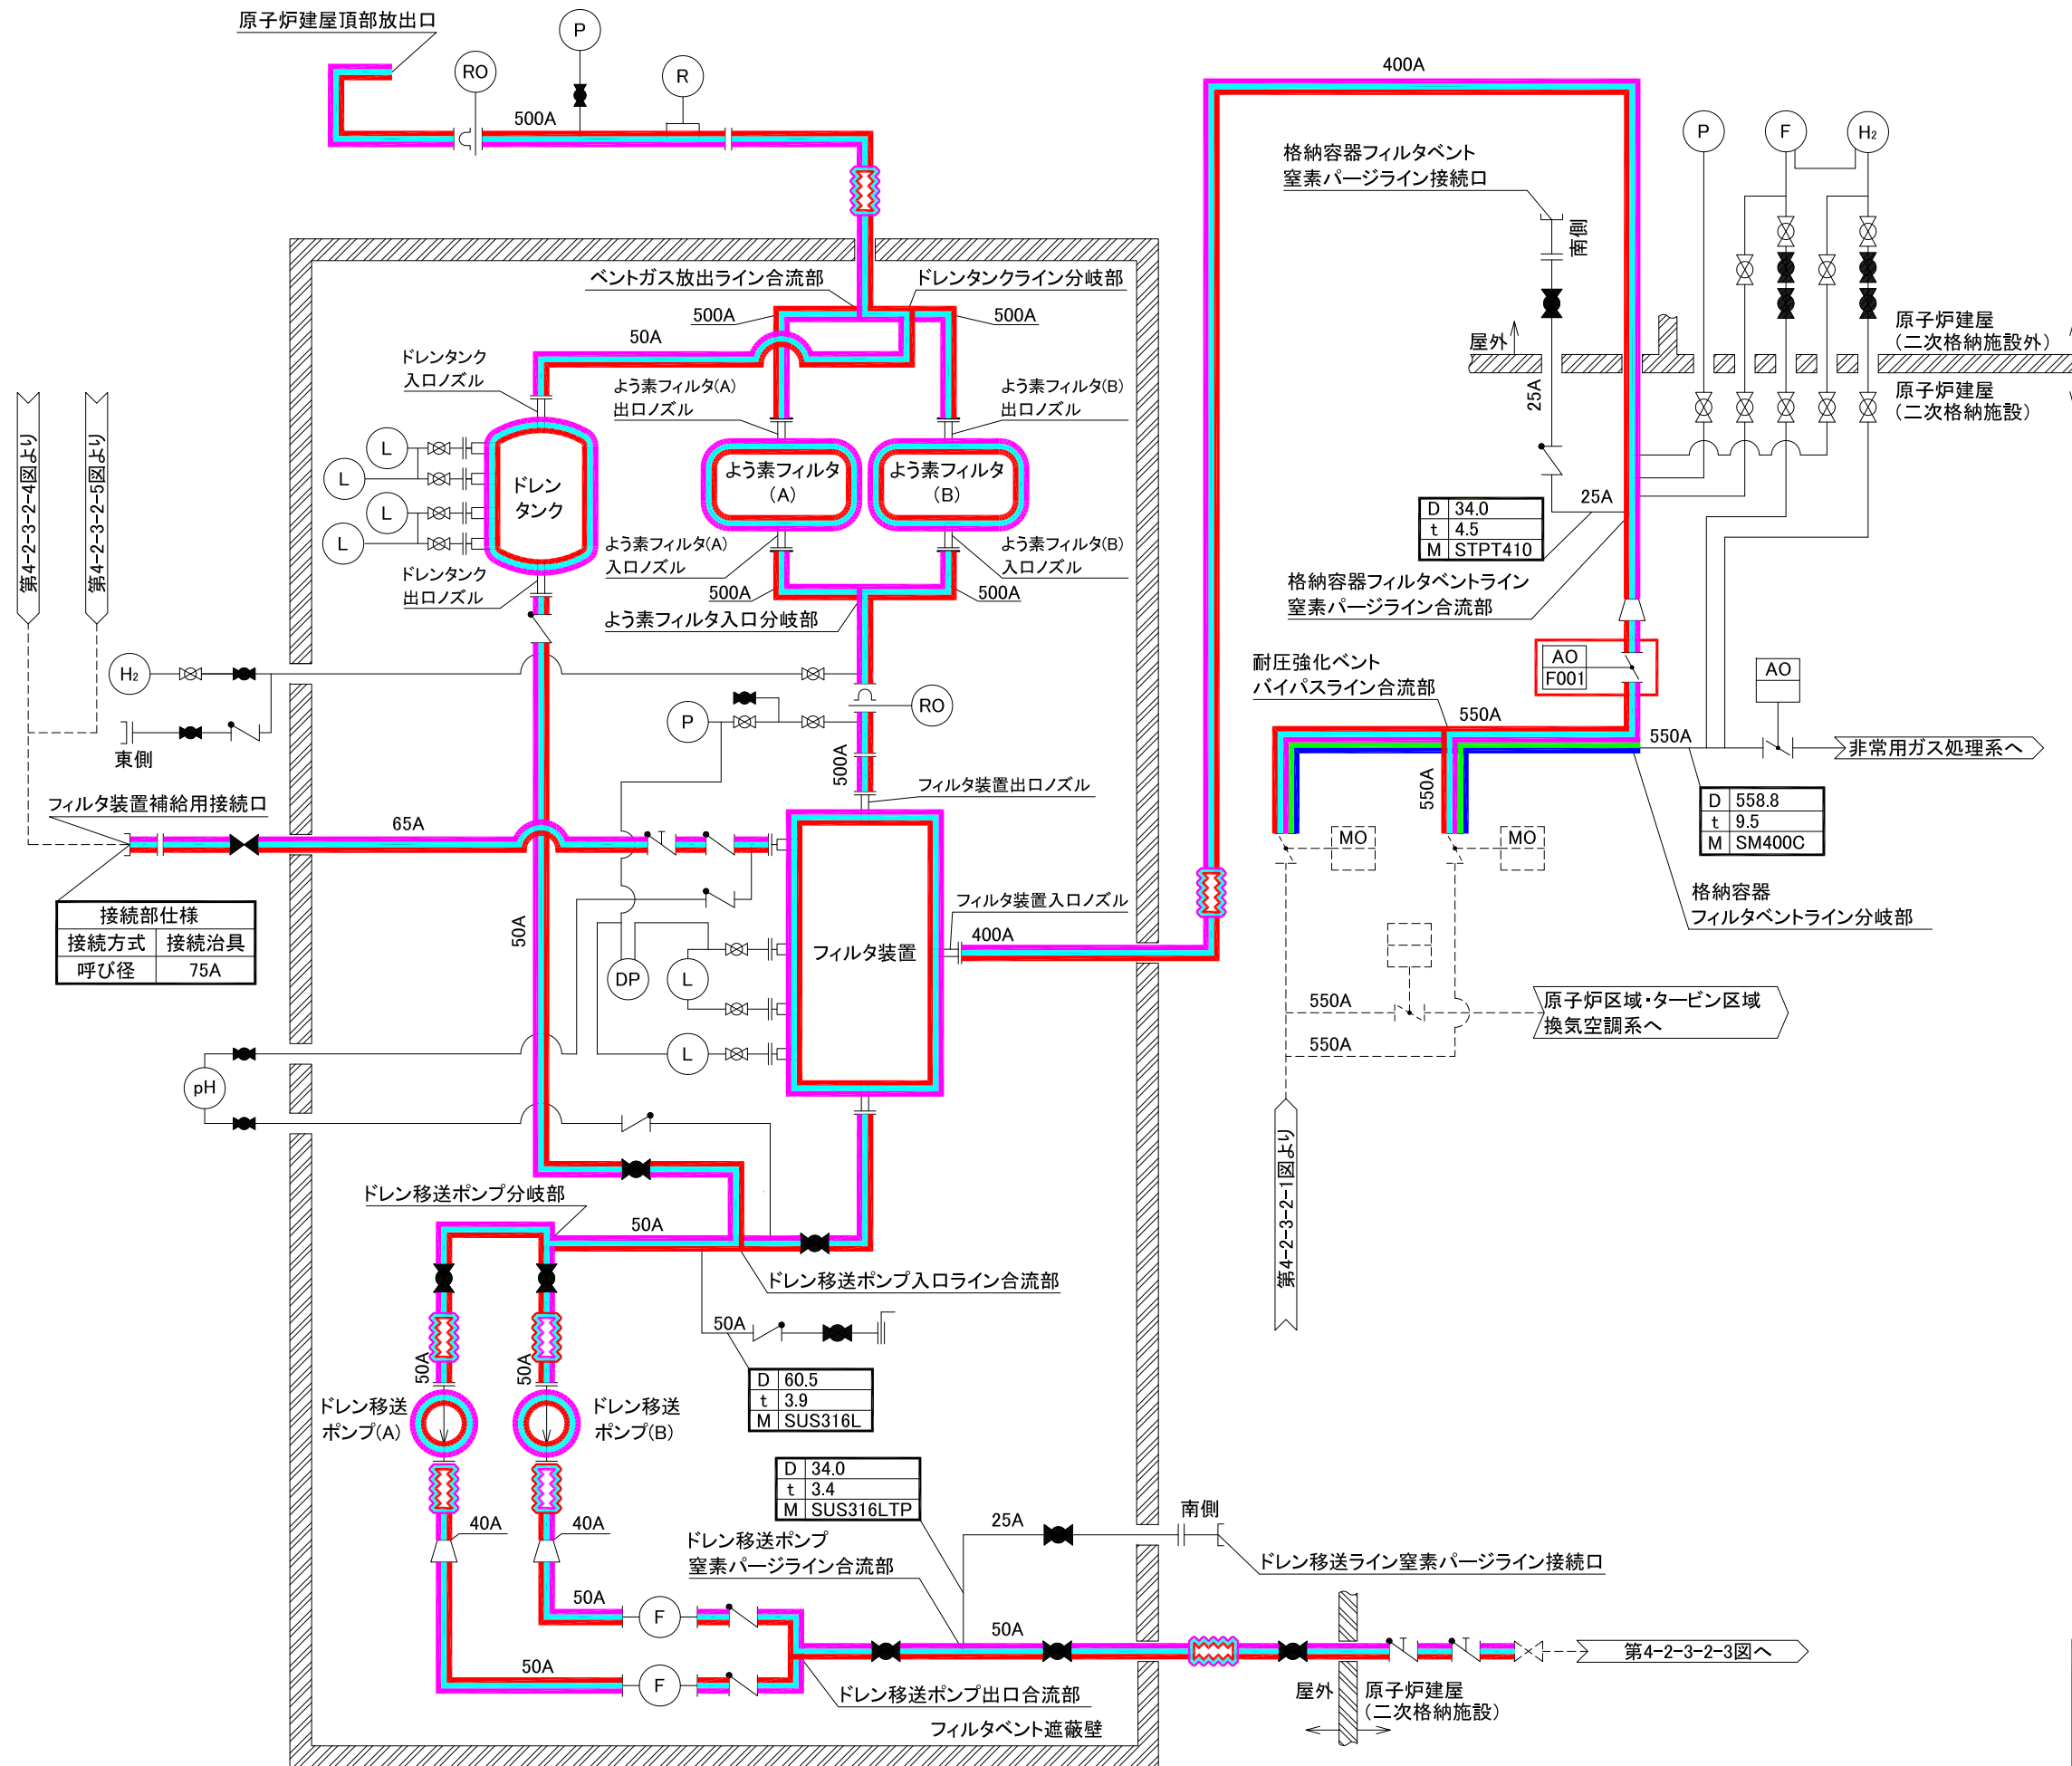 原子炉建屋頂部放出口
P
RO
R
500A
400A
P
F
H2
格納容器フィルタベント
窒素パージライン接続口
南側
屋外
原子炉建屋
(二次格納施設外)
原子炉建屋
(二次格納施設)
25A
25A
D 34.0
t 4.5
M STPT410
格納容器フィルタベントライン
窒素パージライン合流部
ベントガス放出ライン合流部
ドレンタンクライン分岐部
500A
500A
50A
ドレンタンク
入口ノズル
よう素フィルタ(A)
出口ノズル
よう素フィルタ(B)
出口ノズル
第4-2-3-2-4図より
第4-2-3-2-5図より
L
L
L
L
ドレン
タンク
よう素フィルタ
(A)
よう素フィルタ
(B)
よう素フィルタ(A)
入口ノズル
よう素フィルタ(B)
入口ノズル
ドレンタンク
出口ノズル
500A
500A
よう素フィルタ入口分岐部
H2
東側
P
RO
500A
耐圧強化ベント
バイパスライン合流部
AO
F001
AO
550A
550A
550A
非常用ガス処理系へ
D 558.8
t 9.5
M SM400C
MO
MO
格納容器
フィルタベントライン分岐部
フィルタ装置補給用接続口
65A
フィルタ装置出口ノズル
フィルタ装置入口ノズル
400A
接続部仕様
接続方式 接続治具
呼び径 75A
50A
DP
L
L
フィルタ装置
pH
550A
550A
原子炉区域・タービン区域
換気空調系へ
第4-2-3-2-1図より
ドレン移送ポンプ分岐部
50A
ドレン移送ポンプ入口ライン合流部
50A
50A
50A
D 60.5
t 3.9
M SUS316L
ドレン移送
ポンプ(A)
ドレン移送
ポンプ(B)
D 34.0
t 3.4
M SUS316LTP
40A
40A
25A
南側
ドレン移送ポンプ
窒素パージライン合流部
ドレン移送ライン窒素パージライン接続口
50A
F
50A
50A
F
第4-2-3-2-3図へ
ドレン移送ポンプ出口合流部
屋外
原子炉建屋
(二次格納施設)
フィルタベント遮蔽壁